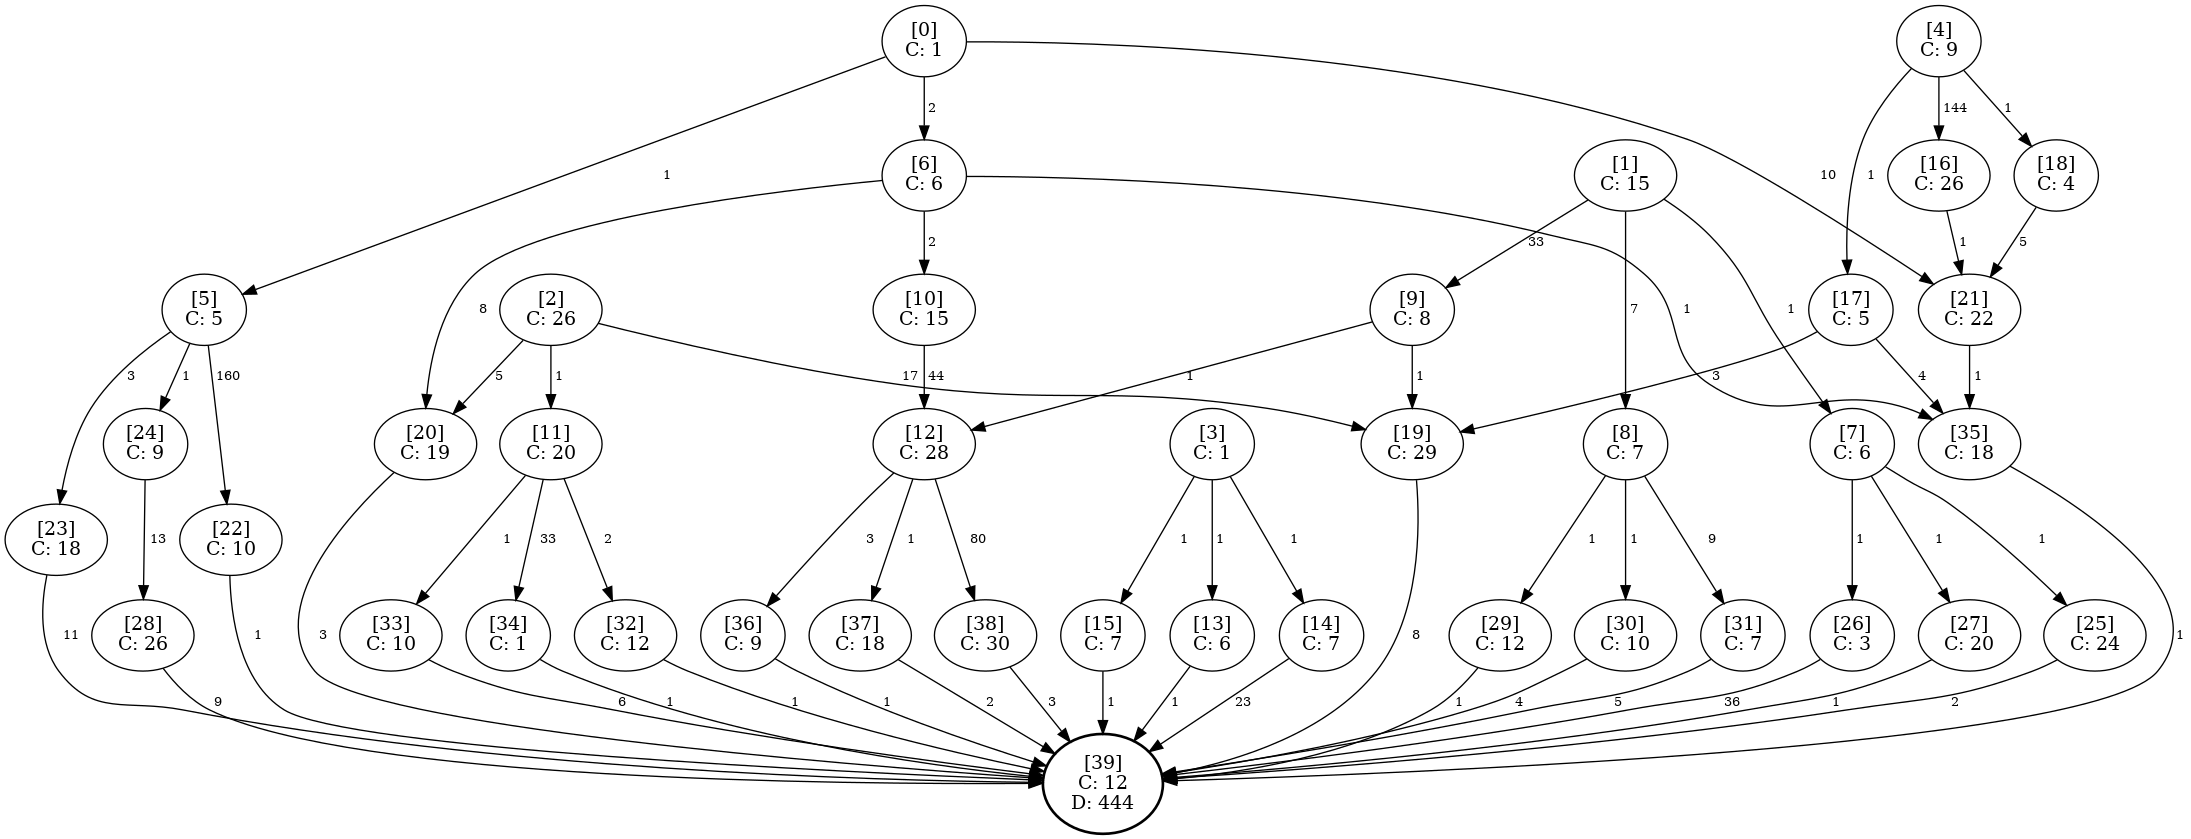 [0]
C: 1
[4]
C: 9
2
144
1
[6]
C: 6
[1]
C: 15
[16]
C: 26
[18]
C: 4
1
10
1
2
33
1
5
[5]
C: 5
[2]
C: 26
[10]
C: 15
[9]
C: 8
[17]
C: 5
[21]
C: 22
8
7
1
1
3
1
160
5
1
17
44
1
1
3
4
1
[24]
C: 9
[20]
C: 19
[11]
C: 20
[12]
C: 28
[3]
C: 1
[19]
C: 29
[8]
C: 7
[7]
C: 6
[35]
C: 18
[23]
C: 18
[22]
C: 10
13
1
33
2
3
1
80
1
1
1
1
1
9
1
1
1
[28]
C: 26
[33]
C: 10
[34]
C: 1
[32]
C: 12
[36]
C: 9
[37]
C: 18
[38]
C: 30
[15]
C: 7
[13]
C: 6
[14]
C: 7
[29]
C: 12
[30]
C: 10
[31]
C: 7
[26]
C: 3
[27]
C: 20
[25]
C: 24
11
1
3
8
1
9
6
1
1
1
2
3
1
1
23
1
4
5
36
1
2
[39]
C: 12
D: 444